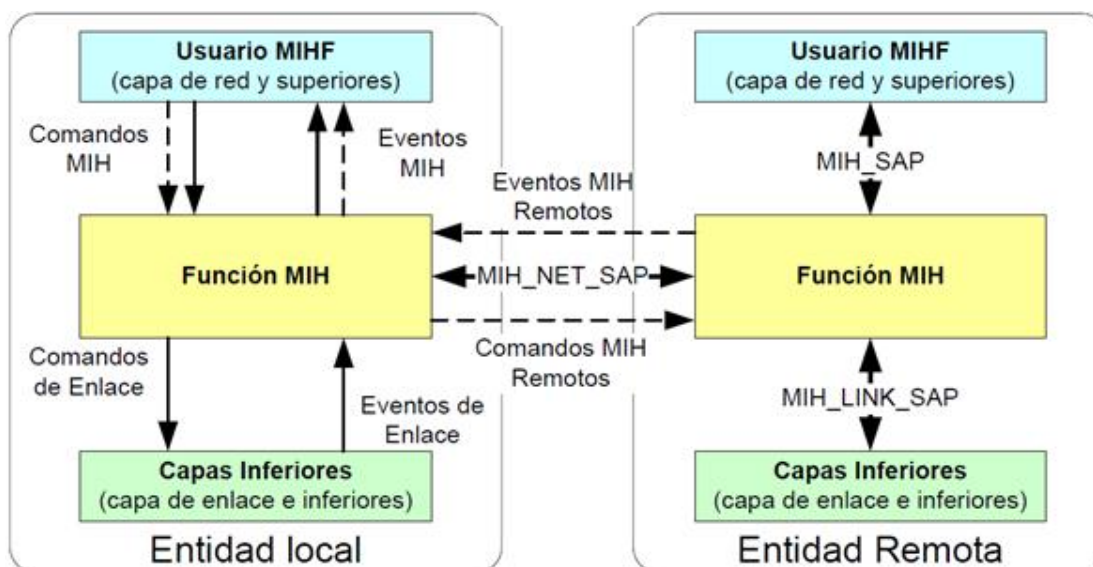 Usuario MIHF
(capa de red y superiores)
Comandos
MIH
Eventos
MIH
Función MIH
Comandos
de Enlace
Eventos de
Enlace
Capas Inferiores
(capa de enlace e inferiores)
Entidad local
Eventos MIH
Remotos
MIH_NET_SAP
Comandos MIH
Remotos
Usuario MIHF
(capa de red y superiores)
MIH_SAP
Función MIH
MIH_LINK_SAP
Capas Inferiores
(capa de enlace e inferiores)
Entidad Remota